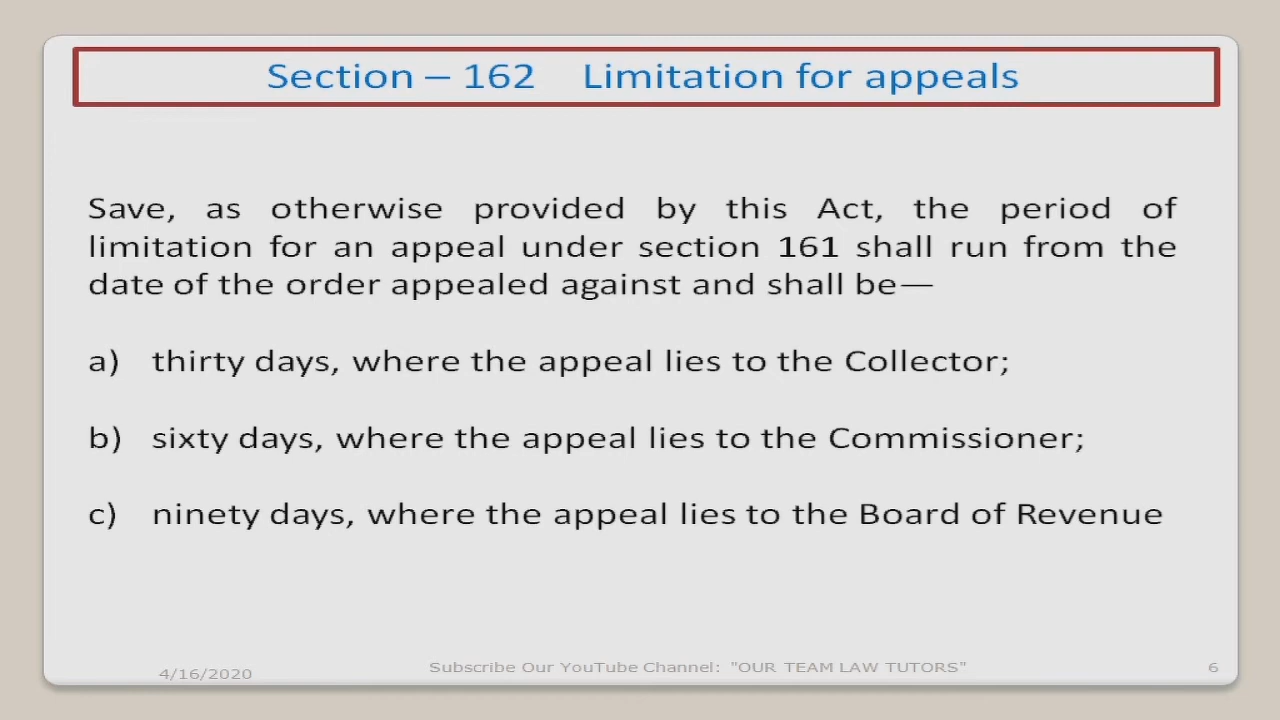 Section – 162 Limitation for appeals
Save, as otherwise provided by this Act, the period of
limitation for an appeal under section 161 shall run from the
date of the order appealed against and shall be—
a) thirty days, where the appeal lies to the Collector;
b) sixty days, where the appeal lies to the Commissioner;
c) ninety days, where the appeal lies to the Board of Revenue
4/16/2020
Subscribe Our YouTube Channel: "OUR TEAM LAW TUTORS"
6